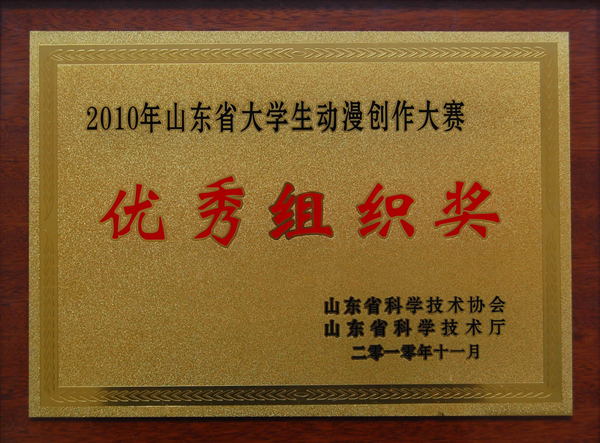 2010年山东省大学生动漫创作大赛
优秀组织奖
山东省科学技术协会
山东省科学技术厅
二零一零年十一月